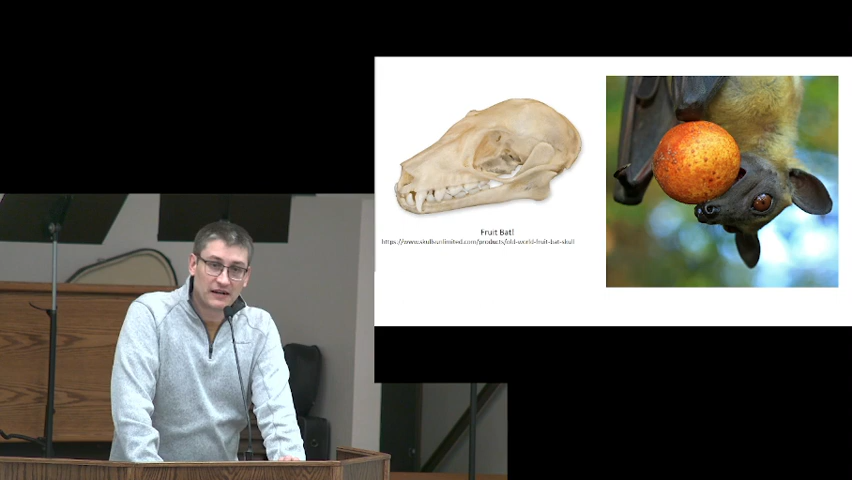 Fruit Bat!
https://www.skullsunlimited.com/products/old-world-fruit-bat-skull